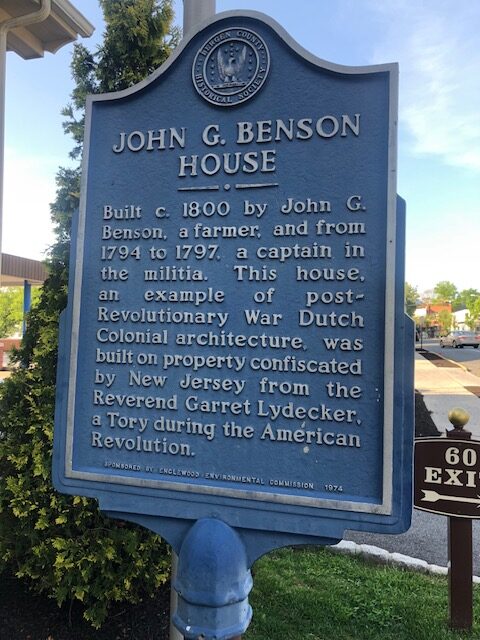 BERGEN COUNTY
HISTORICAL SOCIETY
JOHN G. BENSON
HOUSE
Built c. 1800 by John G.
Benson, a farmer, and from
1794 to 1797, a captain in
the militia. This house,
an example of post-
Revolutionary War Dutch
Colonial architecture, was
built on property confiscated
by New Jersey from the
Reverend Garret Lydecker,
a Tory during the American
Revolution.
SPONSORED BY ENGLEWOOD ENVIRONMENTAL COMMISSION 1974
60
EXI